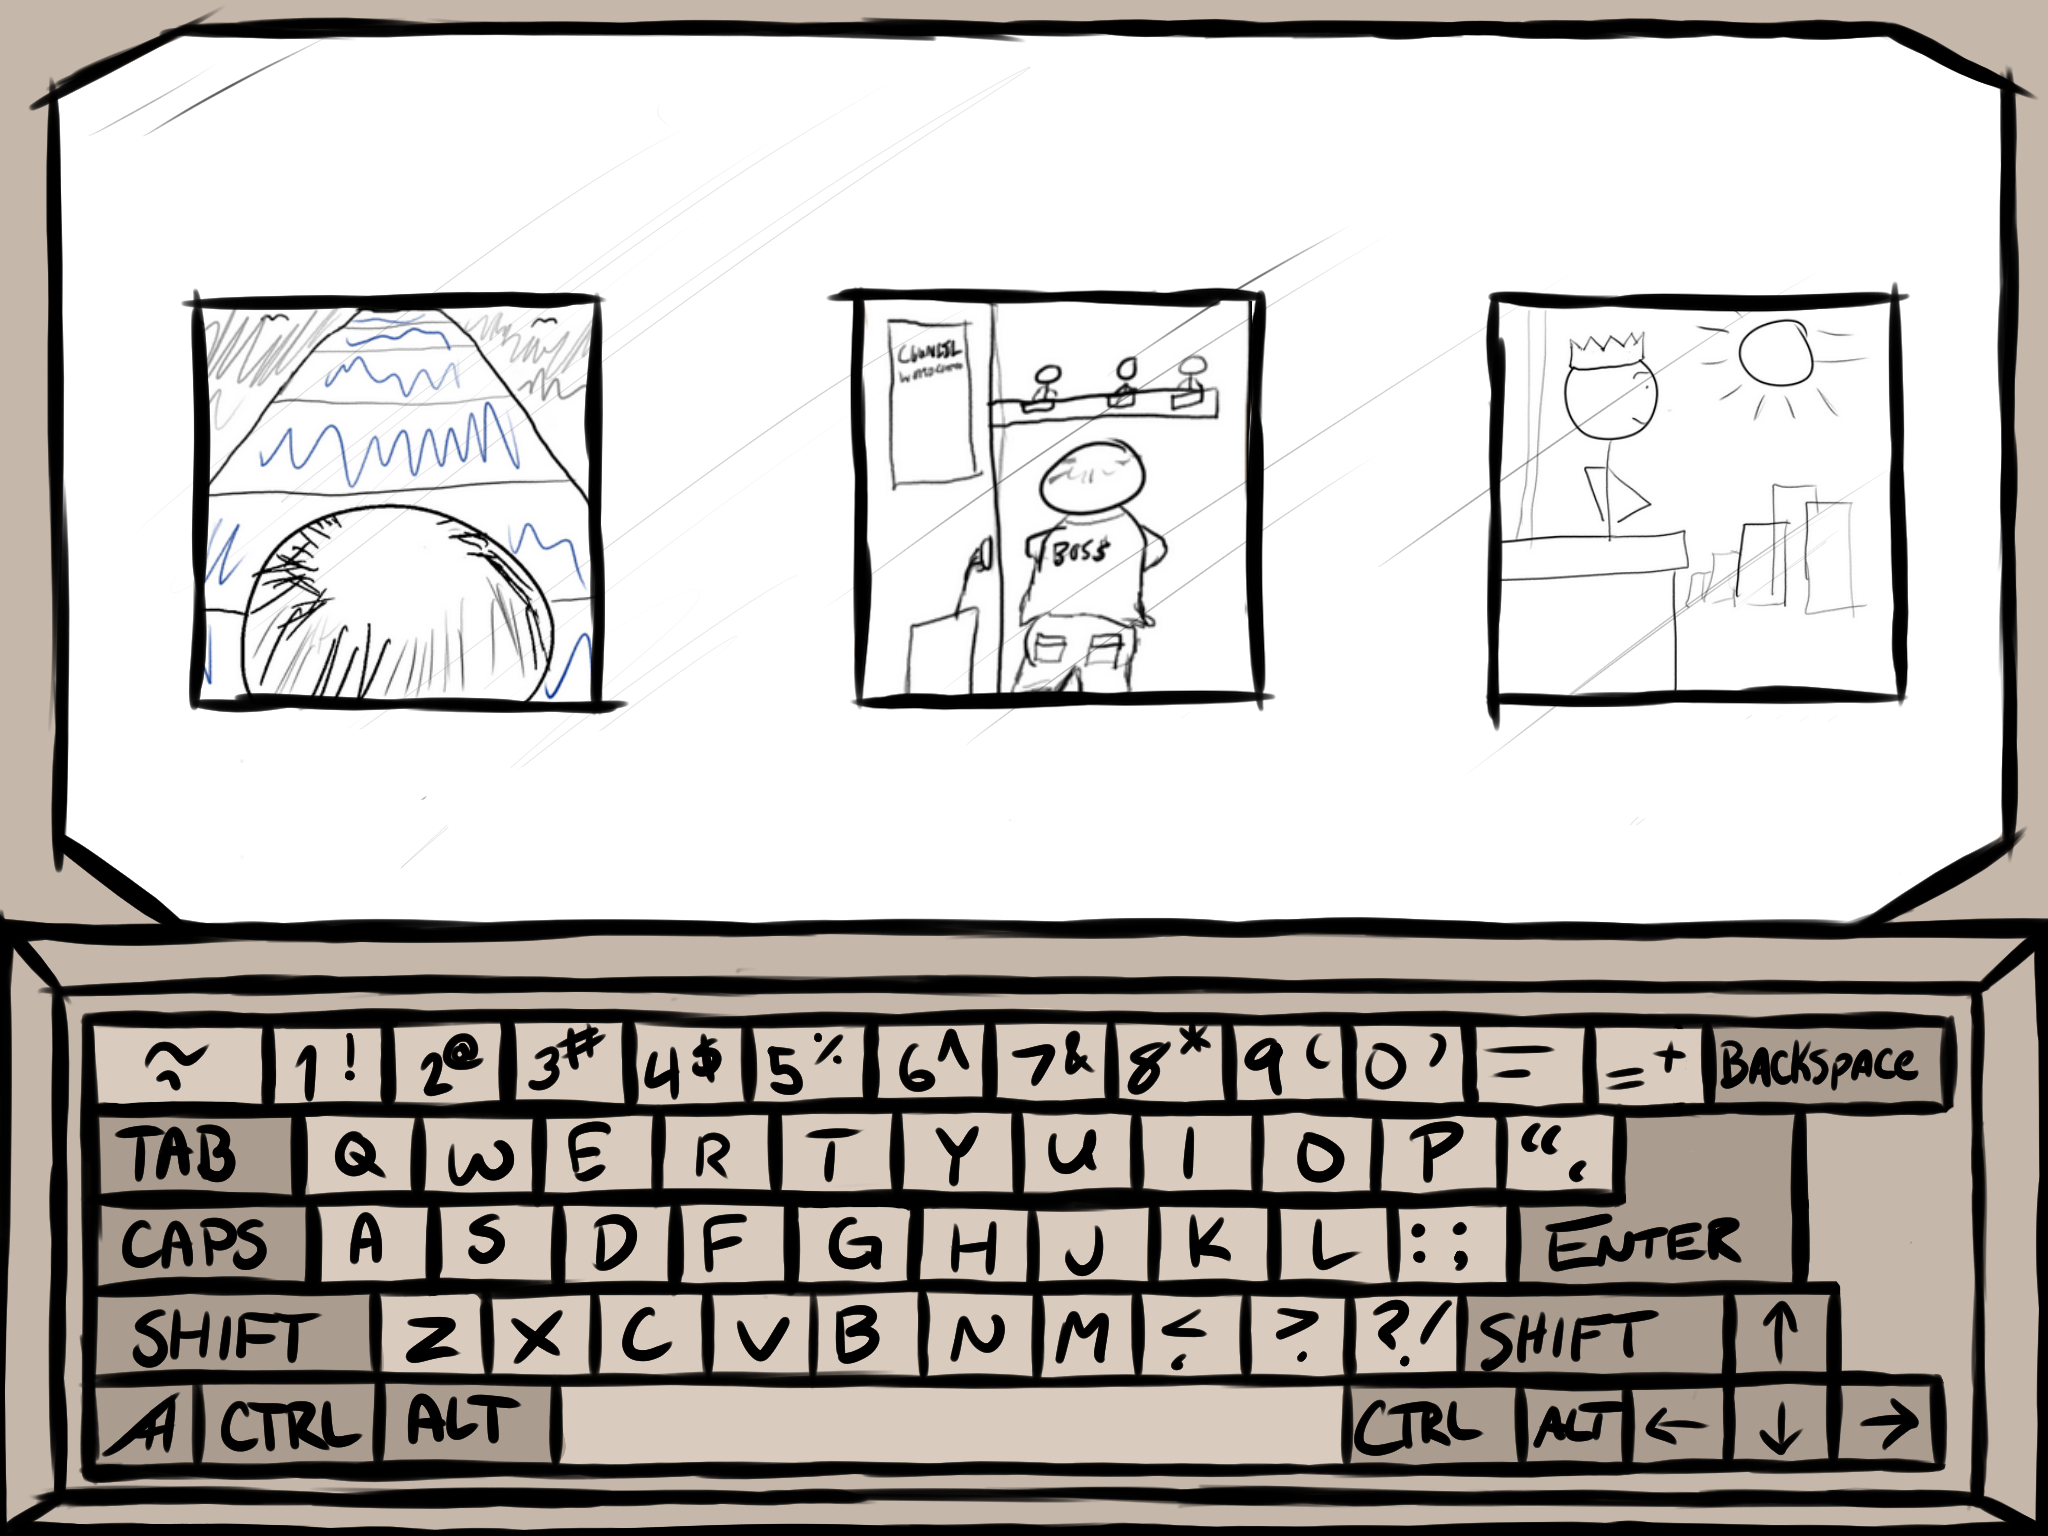 COUNCIL
BOSS
~ 1! 2@ 3# 4$ 5% 6^ 7& 8* 9( 0) =+ BACKSPACE
TAB Q W E R T Y U I O P “
CAPS A S D F G H J K L : ; ENTER
SHIFT Z X C V B N M < > ?/ SHIFT ↑
CTRL ALT CTRL ALT ← ↓ →